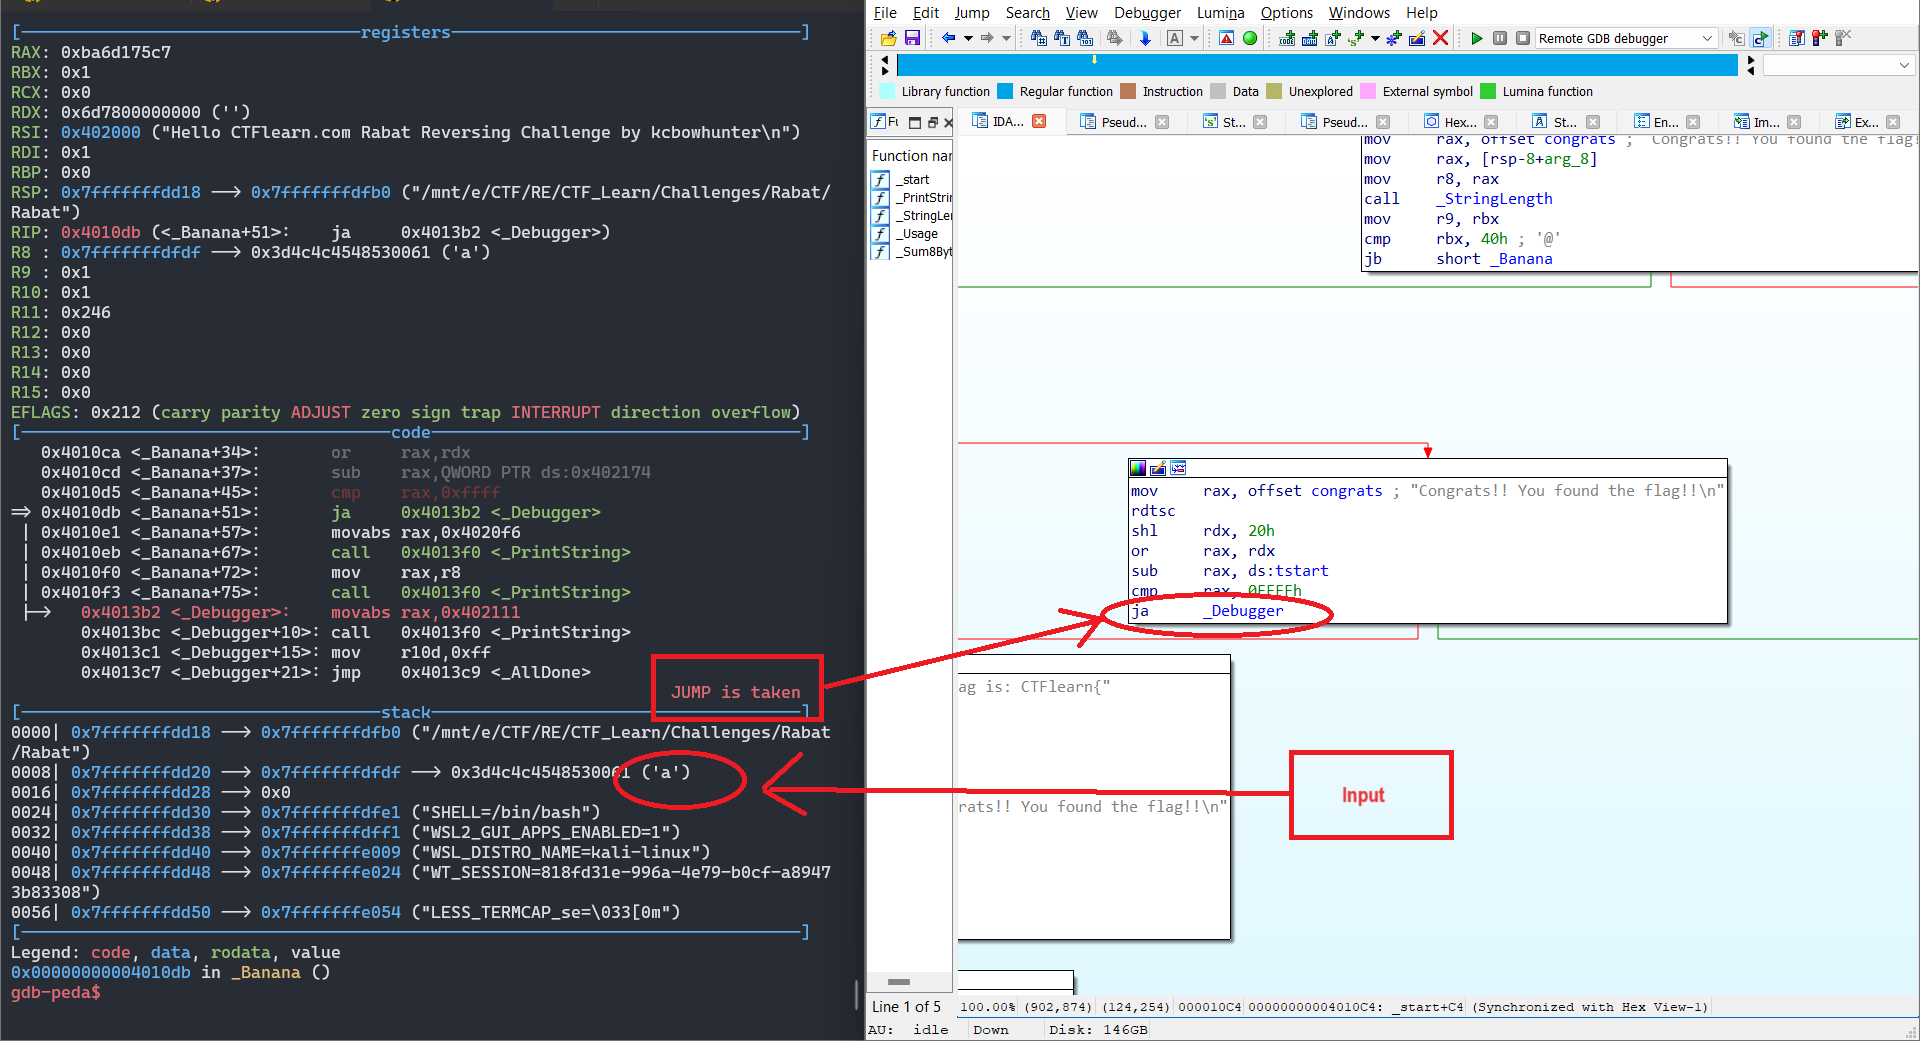 [registers]
RAX: 0xba6d175c7
RBX: 0x1
RCX: 0x0
RDX: 0x6d7800000000 ('')
RSI: 0x402000 ("Hello CTFlearn.com Rabat Reversing Challenge by kcbowhunter\n")
RDI: 0x1
RBP: 0x0
RSP: 0x7fffffffdd18 --> 0x7fffffffdfb0 ("/mnt/e/CTF/RE/CTF_Learn/Challenges/Rabat/
Rabat")
RIP: 0x4010db (<_Banana+51>: ja 0x4013b2 <_Debugger>)
R8 : 0x7fffffffdfdf --> 0x3d4c4c4548530061 ('a')
R9 : 0x1
R10: 0x1
R11: 0x246
R12: 0x0
R13: 0x0
R14: 0x0
R15: 0x0
EFLAGS: 0x212 (carry parity ADJUST zero sign trap INTERRUPT direction overflow)
[code]
0x4010ca <_Banana+34>: or rax,rdx
0x4010cd <_Banana+37>: sub rax,QWORD PTR ds:0x402174
0x4010d5 <_Banana+45>: cmp rax,0xffff
=> 0x4010db <_Banana+51>: ja 0x4013b2 <_Debugger>
| 0x4010e1 <_Banana+57>: movabs rax,0x4020f6
| 0x4010eb <_Banana+67>: call 0x4013f0 <_PrintString>
| 0x4010f0 <_Banana+72>: mov rax,r8
| 0x4010f3 <_Banana+75>: call 0x4013f0 <_PrintString>
|-> 0x4013b2 <_Debugger>: movabs rax,0x402111
0x4013bc <_Debugger+10>: call 0x4013f0 <_PrintString>
0x4013c1 <_Debugger+15>: mov r10d,0xff
0x4013c7 <_Debugger+21>: jmp 0x4013c9 <_AllDone>
JUMP is taken
[stack]
0000| 0x7fffffffdd18 --> 0x7fffffffdfb0 ("/mnt/e/CTF/RE/CTF_Learn/Challenges/Rabat
/Rabat")
0008| 0x7fffffffdd20 --> 0x7fffffffdfdf --> 0x3d4c4c4548530061 ('a')
0016| 0x7fffffffdd28 --> 0x0
0024| 0x7fffffffdd30 --> 0x7fffffffdfe1 ("SHELL=/bin/bash")
0032| 0x7fffffffdd38 --> 0x7fffffffdff1 ("WSL2_GUI_APPS_ENABLED=1")
0040| 0x7fffffffdd40 --> 0x7fffffffe009 ("WSL_DISTRO_NAME=kali-linux")
0048| 0x7fffffffdd48 --> 0x7fffffffe024 ("WT_SESSION=818fd31e-996a-4e79-b0cf-a8947
3b83308")
0056| 0x7fffffffdd50 --> 0x7fffffffe054 ("LESS_TERMCAP_se=\033[0m")
Legend: code, data, rodata, value
0x00000000004010db in _Banana ()
gdb-peda$
File Edit Jump Search View Debugger Lumina Options Windows Help
Remote GDB debugger
Library function Regular function Instruction Data Unexplored External symbol Lumina function
IDA... Pseud... St... Pseud... Hex... St... En... Im... Ex...
Function nar
_start
_PrintStrin
_StringLe
_Usage
_Sum8Byt
mov rax, offset congrats ; "Congrats!! You found the flag!
mov rax, [rsp-8+arg_8]
mov r8, rax
call _StringLength
mov r9, rbx
cmp rbx, 40h ; '@'
jb short _Banana
mov rax, offset congrats ; "Congrats!! You found the flag!!\n"
rdtsc
shl rdx, 20h
or rax, rdx
sub rax, ds:tstart
cmp rax, 0FFFFh
ja _Debugger
ag is: CTFlearn{"
rats!! You found the flag!!\n"
Input
Line 1 of 5
100.00% (902,874) (124,254) 000010C4 00000000004010C4: _start+C4 (Synchronized with Hex View-1)
AU: idle Down Disk: 146GB